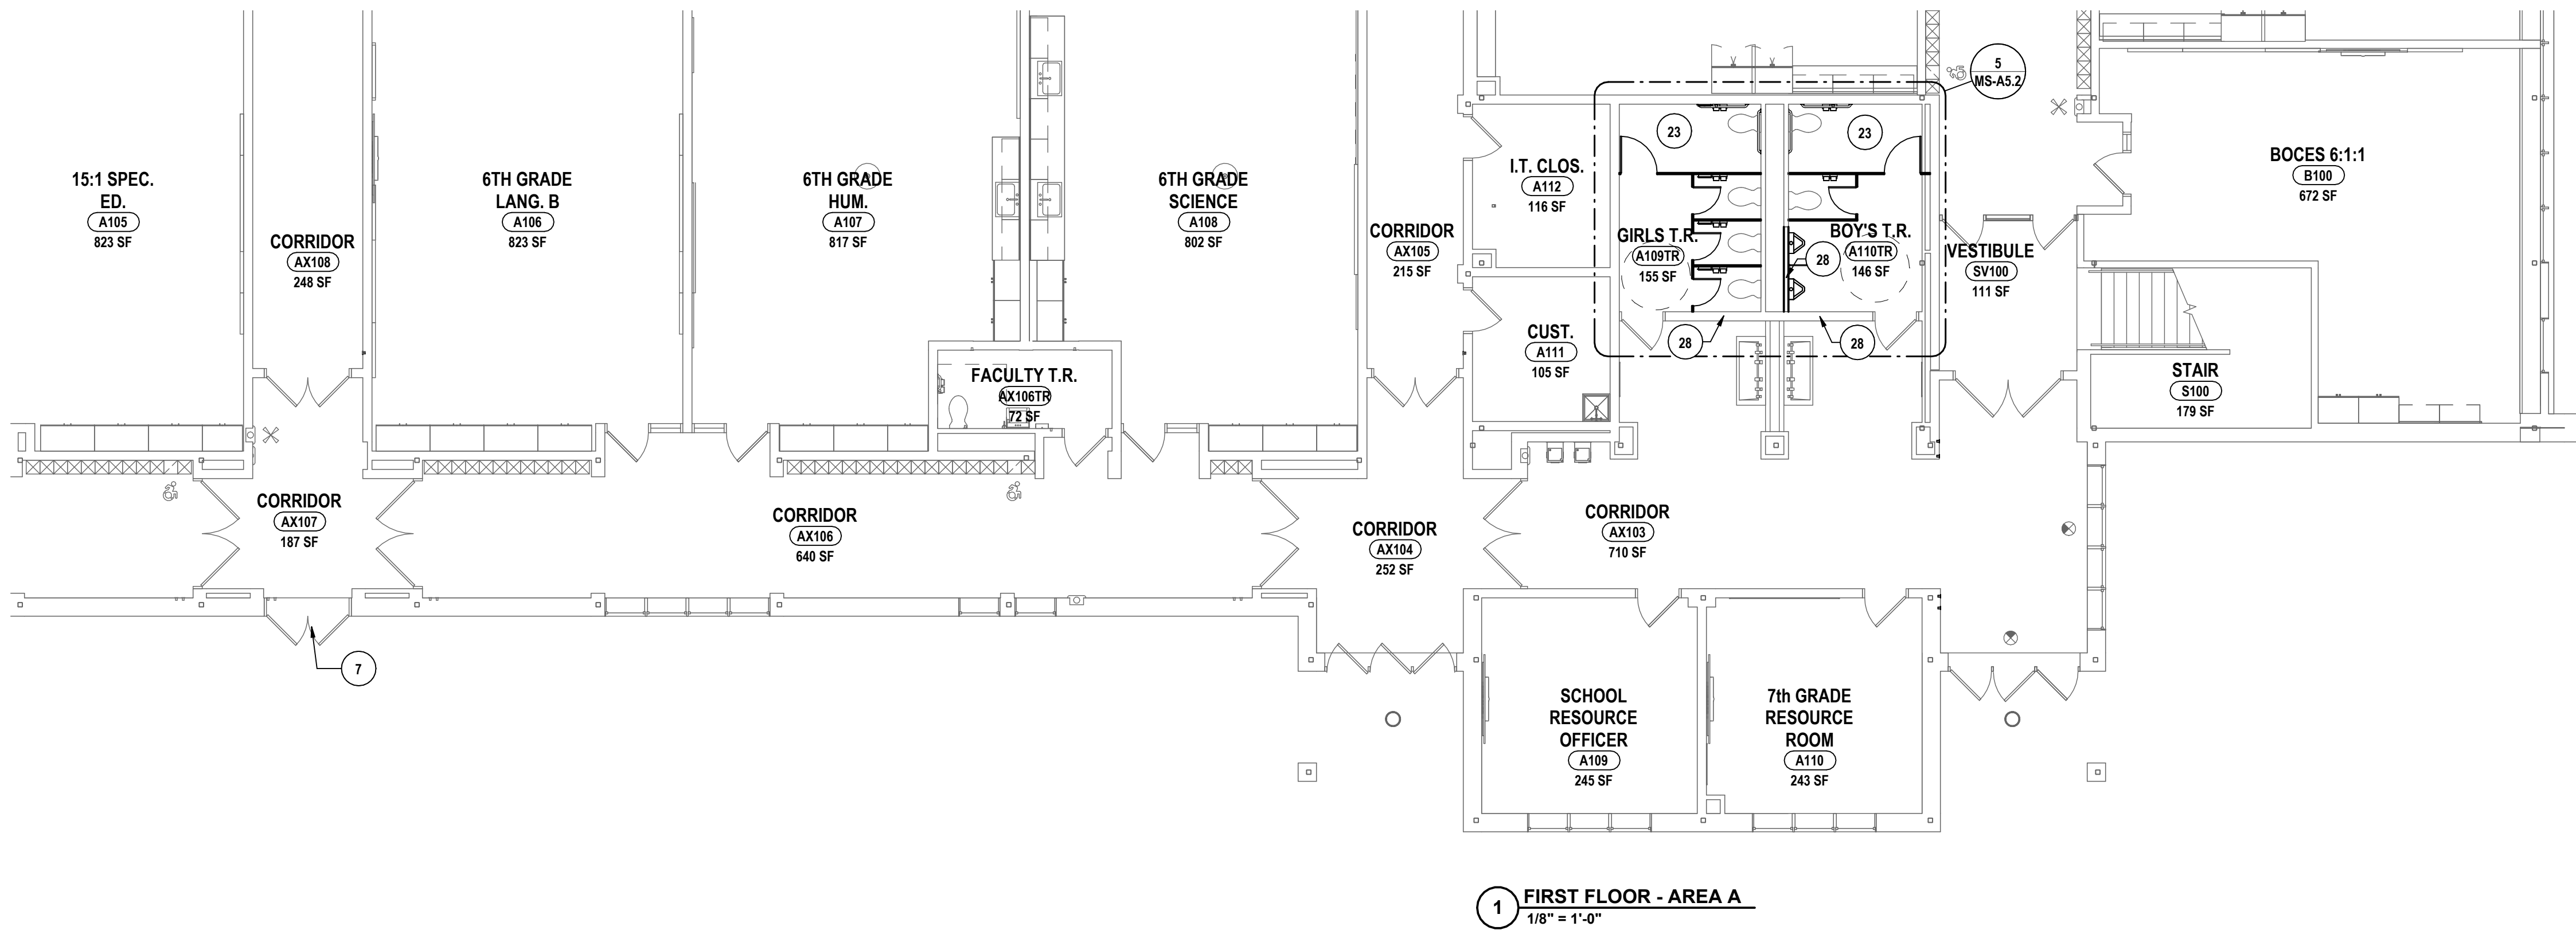 5
MS-A5.2
23
23
15:1 SPEC.
ED.
A105
823 SF
CORRIDOR
AX108
248 SF
6TH GRADE
LANG. B
A106
823 SF
6TH GRADE
HUM.
A107
817 SF
6TH GRADE
SCIENCE
A108
802 SF
CORRIDOR
AX105
215 SF
I.T. CLOS.
A112
116 SF
GIRLS T.R.
A109TR
155 SF
28
BOY'S T.R.
A110TR
146 SF
VESTIBULE
SV100
111 SF
BOCES 6:1:1
B100
672 SF
CUST.
A111
105 SF
28
28
FACULTY T.R.
AX106TR
72 SF
STAIR
S100
179 SF
CORRIDOR
AX107
187 SF
CORRIDOR
AX106
640 SF
CORRIDOR
AX104
252 SF
CORRIDOR
AX103
710 SF
7
SCHOOL
RESOURCE
OFFICER
A109
245 SF
7th GRADE
RESOURCE
ROOM
A110
243 SF
1
FIRST FLOOR - AREA A
1/8" = 1'-0"